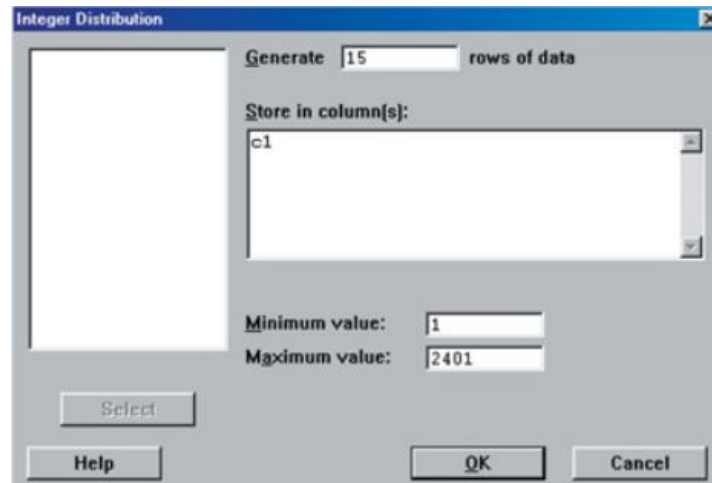 Integer Distribution
Generate 15 rows of data
Store in column(s):
c1
Minimum value: 1
Maximum value: 2401
Select
Help OK Cancel